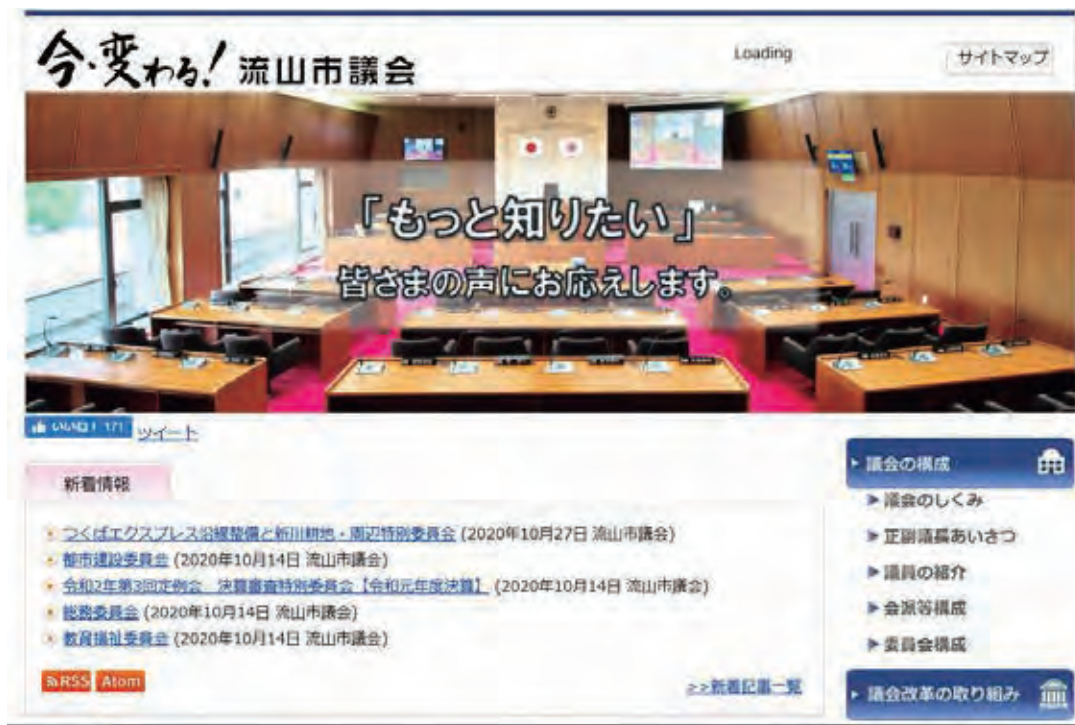 今・変わる！流山市議会
Loading
サイトマップ
「もっと知りたい」
皆さまの声にお応えします。
いいね！ 171
ツイート
新着情報
つくばエクスプレス沿線整備と新川耕地・周辺特別委員会 (2020年10月27日 流山市議会)
都市建設委員会 (2020年10月14日 流山市議会)
令和2年第3回定例会 決算審査特別委員会【令和元年度決算】 (2020年10月14日 流山市議会)
総務委員会 (2020年10月14日 流山市議会)
教育福祉委員会 (2020年10月14日 流山市議会)
RSS Atom
>>新着記事一覧
議会の構成
議会のしくみ
正副議長あいさつ
議員の紹介
会派等構成
委員会構成
議会改革の取り組み